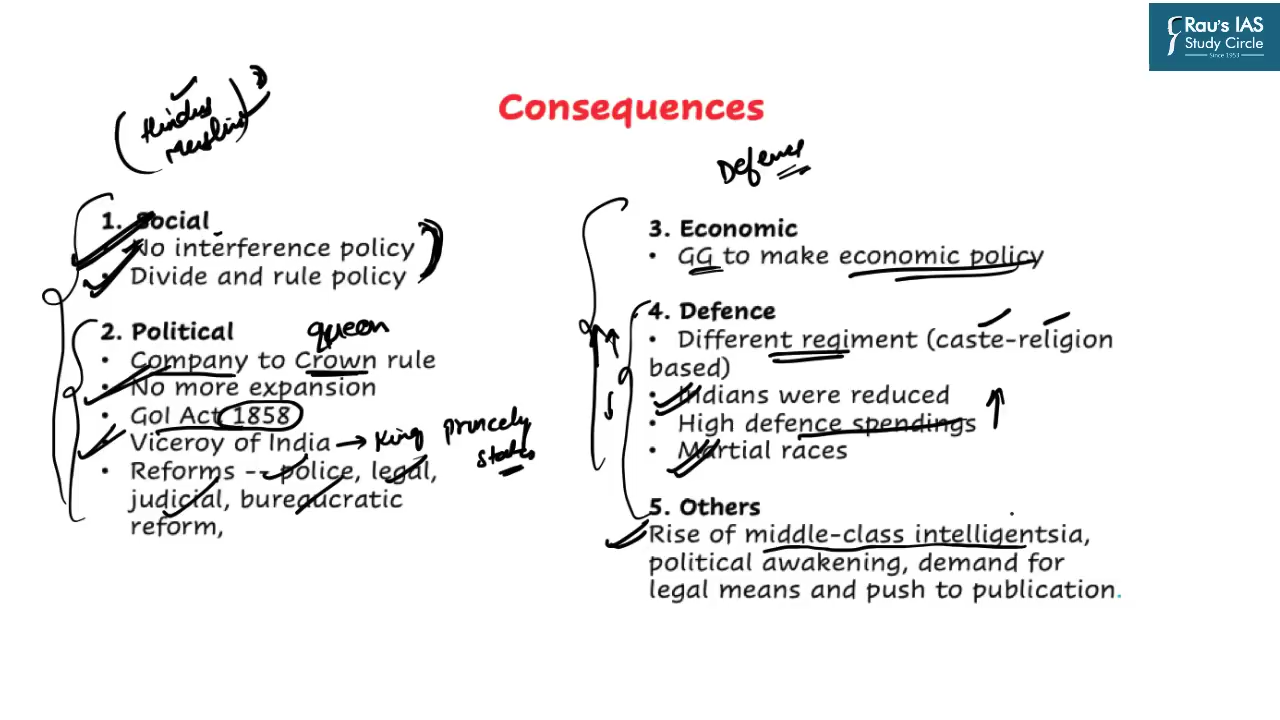 Rau's IAS
Study Circle
Since 1953
Consequences
Hindus
Muslims
Defence
1. Social
No interference policy
• Divide and rule policy
2. Political
queen
• Company to Crown rule
• No more expansion
• GoI Act 1858
Viceroy of India → King princely
states
• Reforms -- police, legal,
judicial, bureaucratic
reform,
3. Economic
• GG to make economic policy
4. Defence
• Different regiment (caste-religion
based)
• Indians were reduced
• High defence spendings
• Martial races
5. Others
Rise of middle-class intelligentsia,
political awakening, demand for
legal means and push to publication.